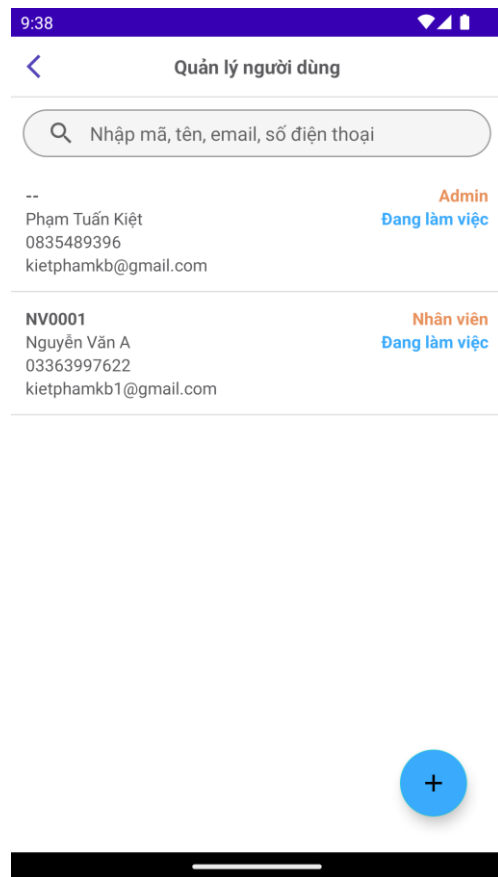 9:38
Quản lý người dùng
Nhập mã, tên, email, số điện thoại
--
Admin
Phạm Tuấn Kiệt
Đang làm việc
0835489396
kietphamkb@gmail.com
NV0001
Nhân viên
Nguyễn Văn A
Đang làm việc
03363997622
kietphamkb1@gmail.com
+